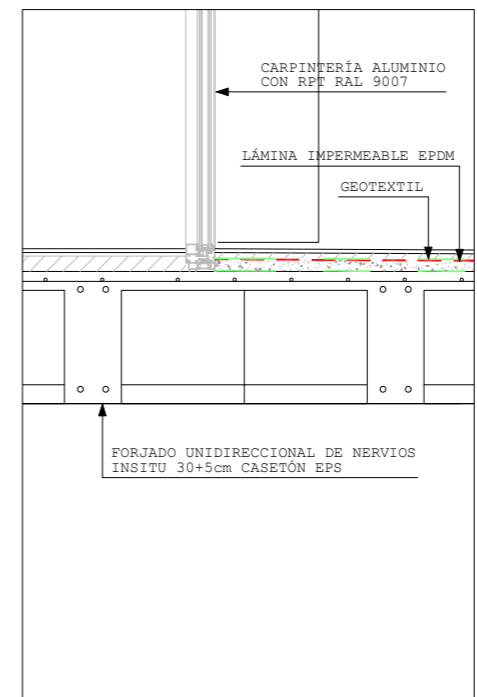 CARPINTERÍA ALUMINIO
CON RPT RAL 9007
LÁMINA IMPERMEABLE EPDM
GEOTEXTIL
FORJADO UNIDIRECCIONAL DE NERVIOS
INSITU 30+5cm CASETÓN EPS